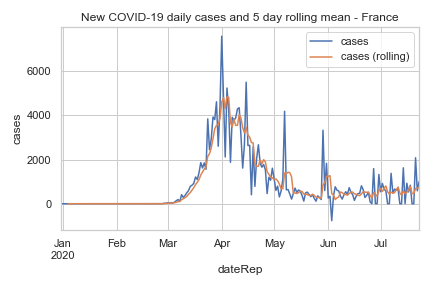 New COVID-19 daily cases and 5 day rolling mean - France
cases
cases (rolling)
6000
4000
2000
0
cases
Jan
2020
Feb
Mar
Apr
May
Jun
Jul
dateRep